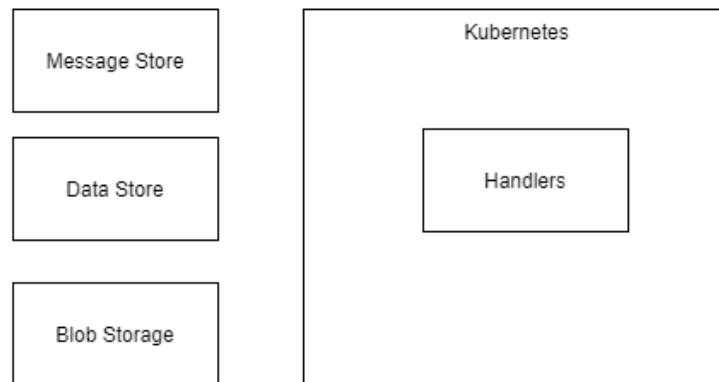 Message Store
Kubernetes
Data Store
Handlers
Blob Storage